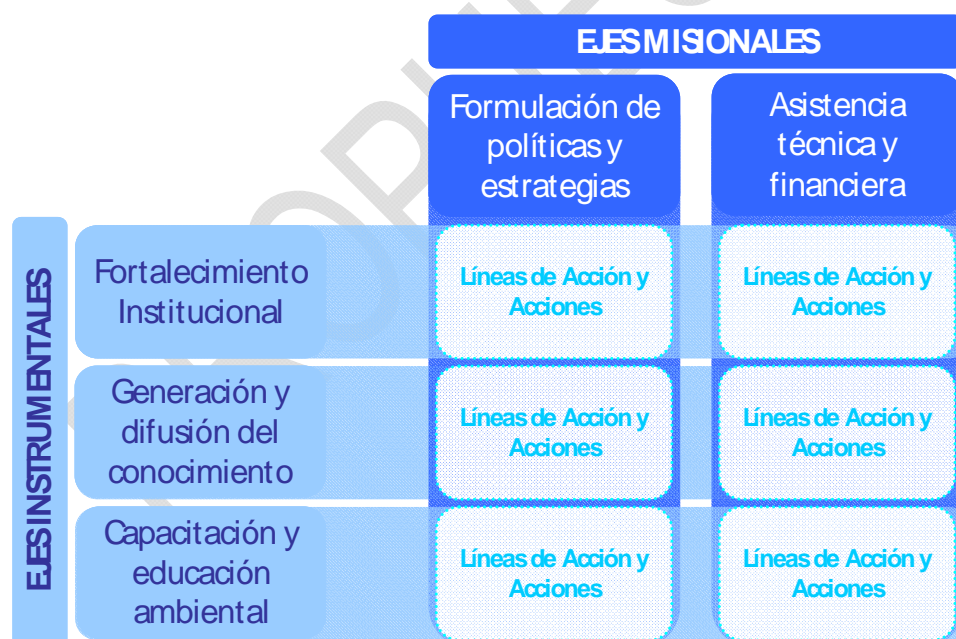 EJES MISIONALES
Formulación de
políticas y
estrategias
Asistencia
técnica y
financiera
EJES INSTRUMENTALES
Fortalecimiento
Institucional
Líneas de Acción y
Acciones
Líneas de Acción y
Acciones
Generación y
difusión del
conocimiento
Líneas de Acción y
Acciones
Líneas de Acción y
Acciones
Capacitación y
educación
ambiental
Líneas de Acción y
Acciones
Líneas de Acción y
Acciones